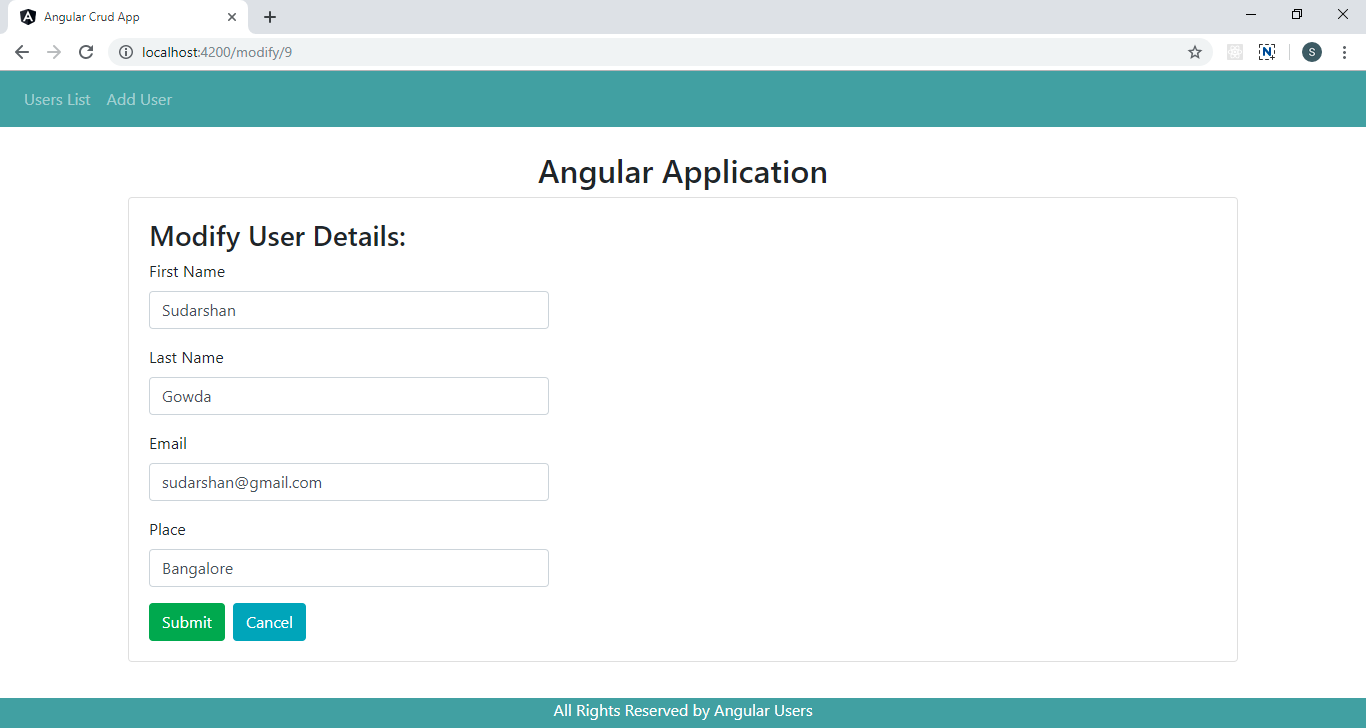 Angular Crud App
localhost:4200/modify/9
N
S
Users List Add User
Angular Application
Modify User Details:
First Name
Sudarshan
Last Name
Gowda
Email
sudarshan@gmail.com
Place
Bangalore
Submit Cancel
All Rights Reserved by Angular Users